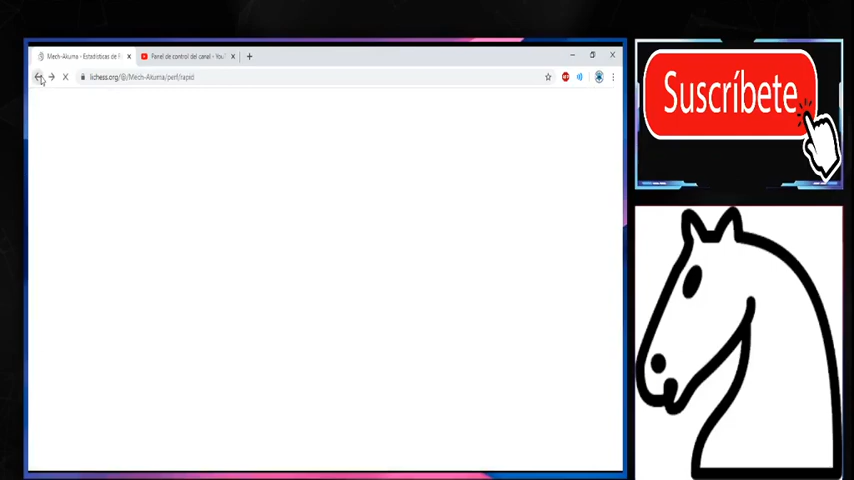 Mech-Akuma - Estadísticas de P
Panel de control del canal - You
lichess.org/@/Mech-Akuma/perf/rapid
Suscríbete